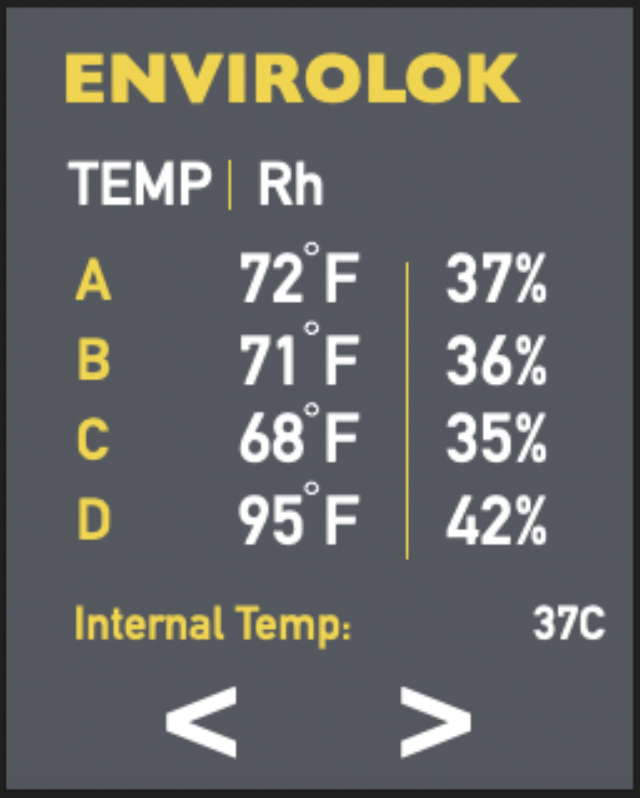 ENVIROLOK
TEMP | Rh
A 72°F 37%
B 71°F 36%
C 68°F 35%
D 95°F 42%
Internal Temp: 37C
< >